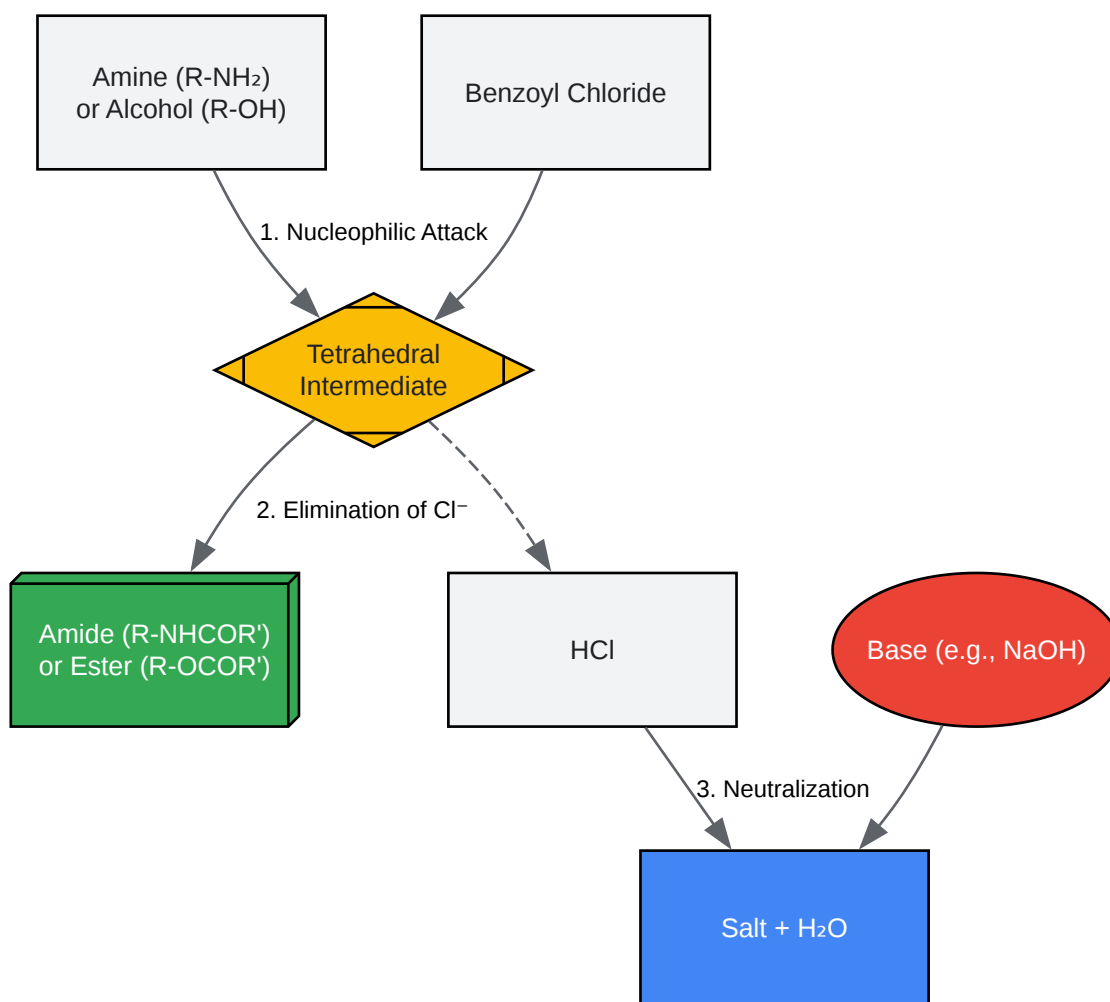 Amine (R-NH₂)
or Alcohol (R-OH)
Benzoyl Chloride
1. Nucleophilic Attack
Tetrahedral
Intermediate
2. Elimination of Cl⁻
Amide (R-NHCOR')
or Ester (R-OCOR')
HCl
Base (e.g., NaOH)
3. Neutralization
Salt + H₂O